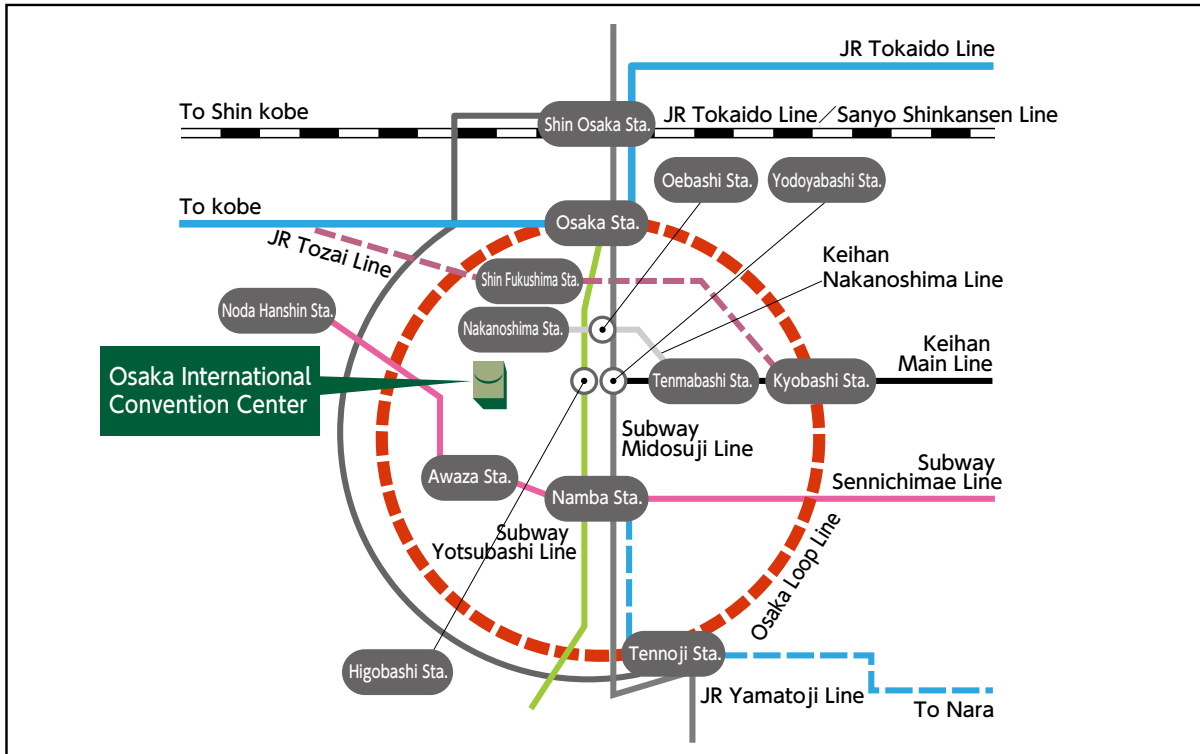 JR Tokaido Line
To Shin kobe
Shin Osaka Sta.
JR Tokaido Line／Sanyo Shinkansen Line
Oebashi Sta.
Yodoyabashi Sta.
To kobe
Osaka Sta.
JR Tozai Line
Keihan
Nakanoshima Line
Shin Fukushima Sta.
Noda Hanshin Sta.
Nakanoshima Sta.
Keihan
Main Line
Osaka International
Convention Center
Tenmabashi Sta.
Kyobashi Sta.
Subway
Midosuji Line
Awaza Sta.
Subway
Sennichimae Line
Namba Sta.
Subway
Yotsubashi Line
Osaka Loop Line
Higobashi Sta.
Tennoji Sta.
JR Yamatoji Line
To Nara